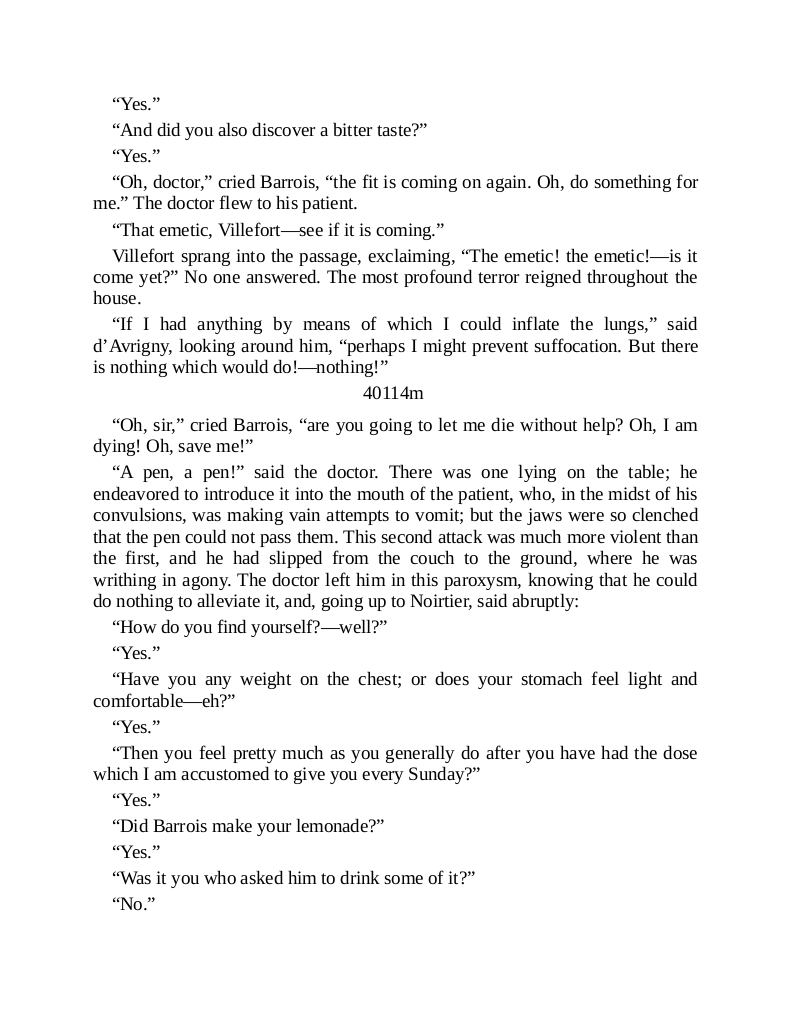 “Yes.”
“And did you also discover a bitter taste?”
“Yes.”
“Oh, doctor,” cried Barrois, “the fit is coming on again. Oh, do something for
me.” The doctor flew to his patient.
“That emetic, Villefort—see if it is coming.”
Villefort sprang into the passage, exclaiming, “The emetic! the emetic!—is it
come yet?” No one answered. The most profound terror reigned throughout the
house.
“If I had anything by means of which I could inflate the lungs,” said
d’Avrigny, looking around him, “perhaps I might prevent suffocation. But there
is nothing which would do!—nothing!”
40114m
“Oh, sir,” cried Barrois, “are you going to let me die without help? Oh, I am
dying! Oh, save me!”
“A pen, a pen!” said the doctor. There was one lying on the table; he
endeavored to introduce it into the mouth of the patient, who, in the midst of his
convulsions, was making vain attempts to vomit; but the jaws were so clenched
that the pen could not pass them. This second attack was much more violent than
the first, and he had slipped from the couch to the ground, where he was
writhing in agony. The doctor left him in this paroxysm, knowing that he could
do nothing to alleviate it, and, going up to Noirtier, said abruptly:
“How do you find yourself?—well?”
“Yes.”
“Have you any weight on the chest; or does your stomach feel light and
comfortable—eh?”
“Yes.”
“Then you feel pretty much as you generally do after you have had the dose
which I am accustomed to give you every Sunday?”
“Yes.”
“Did Barrois make your lemonade?”
“Yes.”
“Was it you who asked him to drink some of it?”
“No.”